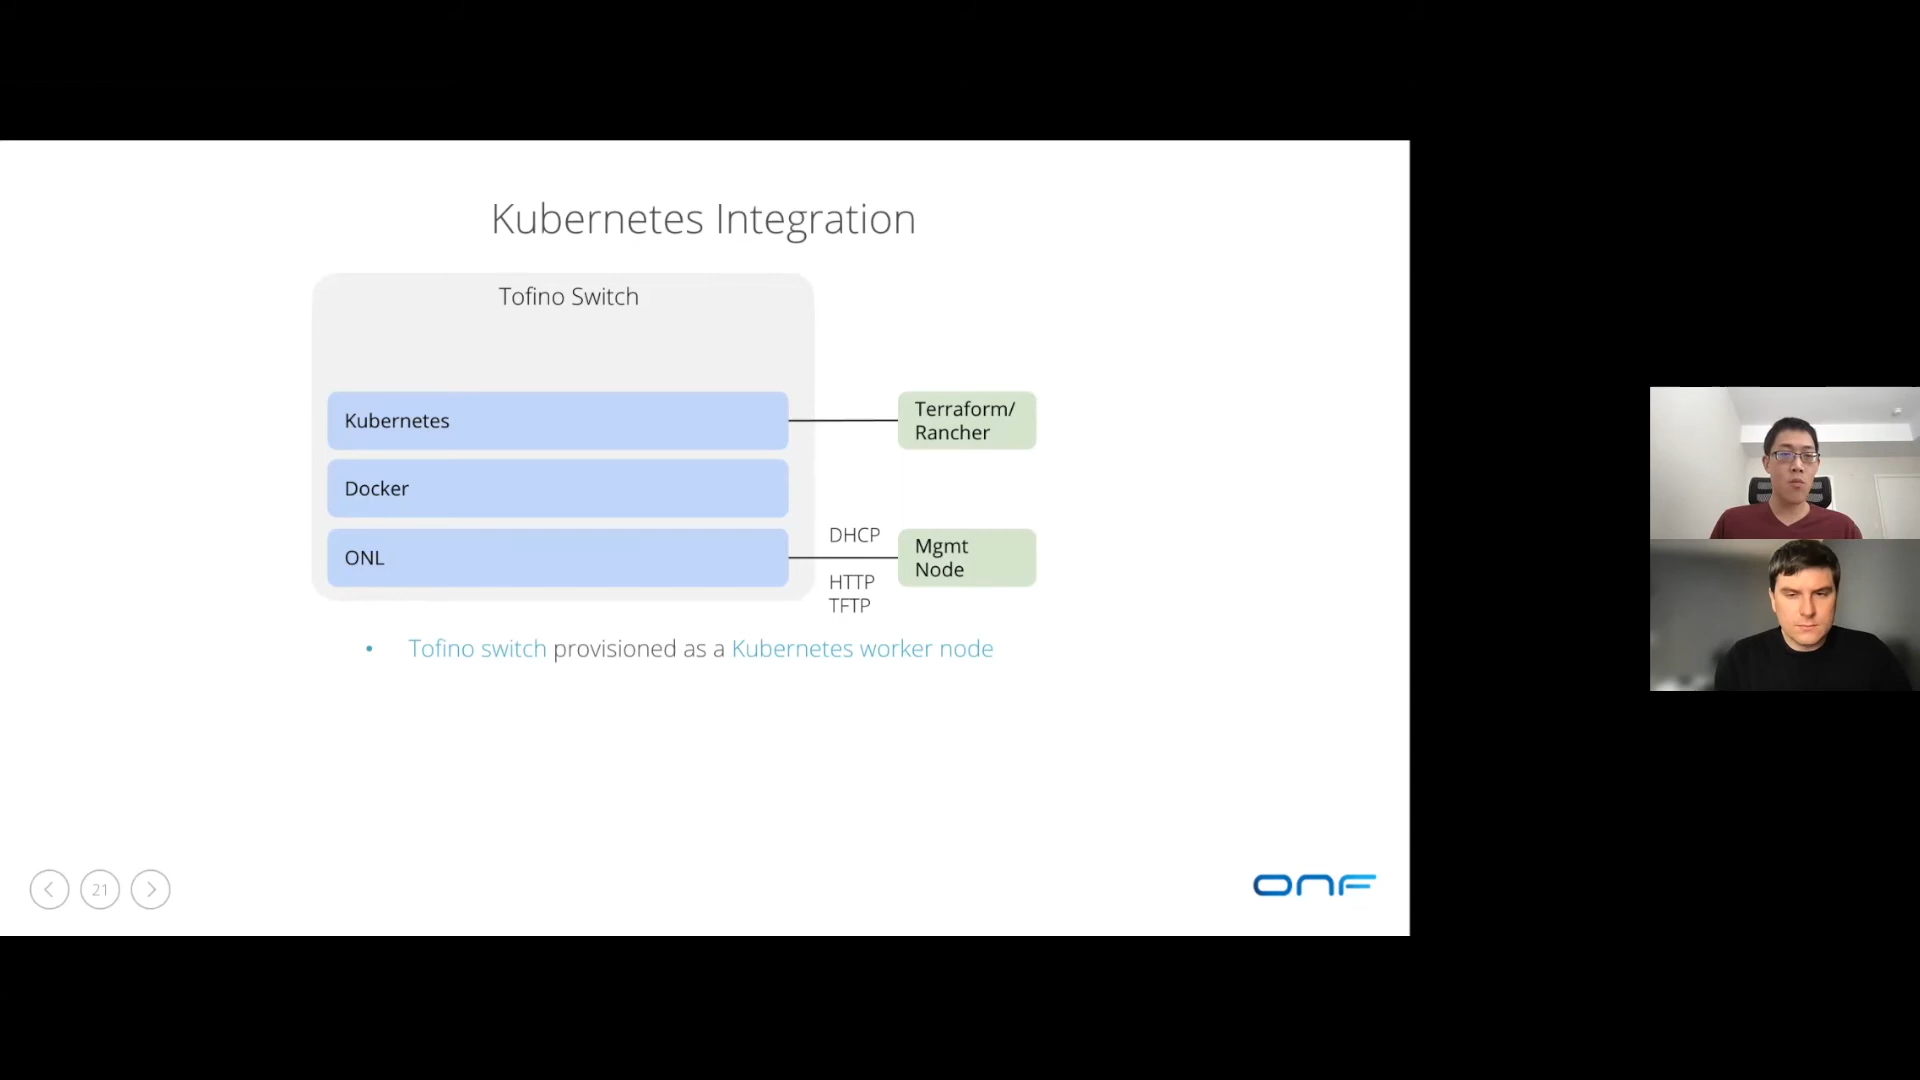 Kubernetes Integration
Tofino Switch
Kubernetes
Terraform/
Rancher
Docker
ONL
DHCP
HTTP
TFTP
Mgmt
Node
• Tofino switch provisioned as a Kubernetes worker node
21
ONF